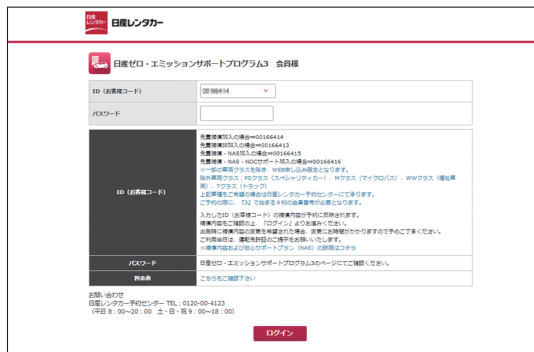 日産
レンタカー
日産レンタカー
日産ゼロ・エミッションサポートプログラム3 会員様
ID（お客様コード）
00166414
パスワード
ID（お客様コード）
免責補償加入の場合⇒00166414
免責補償非加入の場合⇒00166413
免責補償・NAS加入の場合⇒00166415
免責補償・NAS・NOCサポート加入の場合⇒00166416
※一部の車両クラスを除き、WEB申し込み限定となります。
除外車両クラス：PSクラス（スペシャリティカー）、Mクラス（マイクロバス）、WWクラス（福祉車
両）、Tクラス（トラック）
上記車種をご希望の場合は日産レンタカー予約センターにて承ります。
ご予約の際に、「3」で始まる９桁の会員番号が必要となります。
入力したID（お客様コード）の補償内容が予約に反映されます。
補償内容をご確認の上、「ログイン」よりお進みください。
出発時に補償内容の変更を希望された場合、変更にお時間がかかりますので予めご了承ください。
ご利用当日は、運転免許証のご提示をお願いいたします。
※補償内容および安心サポートプラン（NAS）の詳細はコチラ
パスワード
日産ゼロ・エミッションサポートプログラム3のページにてご確認ください。
料金表
こちらをご確認下さい
お問い合わせ
日産レンタカー予約センター TEL：0120-00-4123
（平日 8：00～20：00 土・日・祝 9：00～18：00）
ログイン